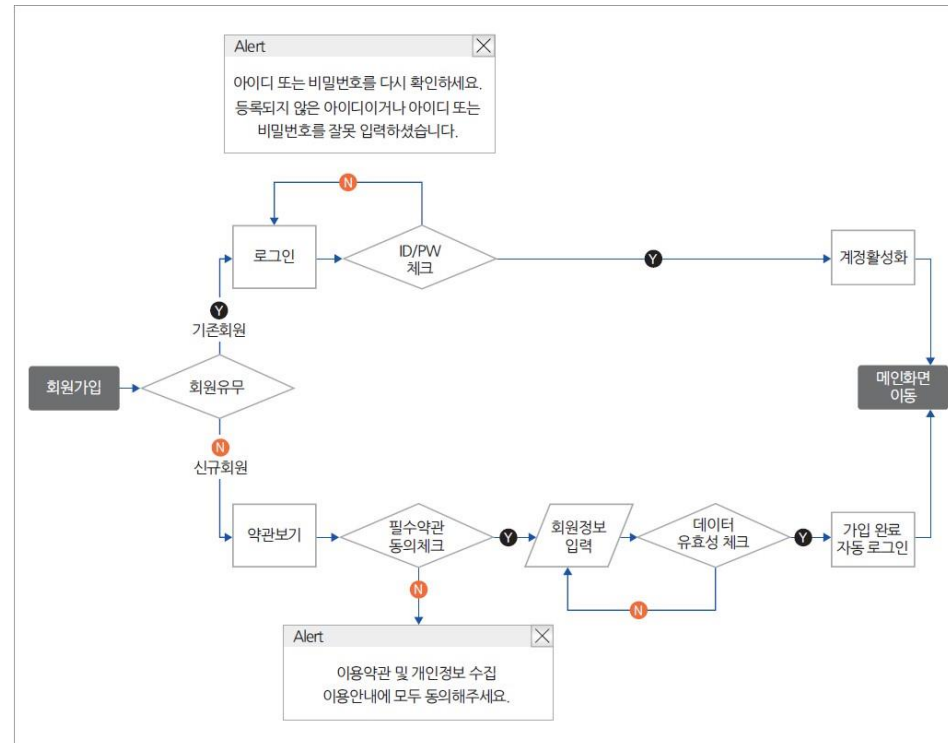 Alert
아이디 또는 비밀번호를 다시 확인하세요.
등록되지 않은 아이디이거나 아이디 또는
비밀번호를 잘못 입력하셨습니다.
N
로그인
ID/PW
체크
Y
계정활성화
Y
기존회원
회원가입
회원유무
메인화면
이동
N
신규회원
약관보기
필수약관
동의체크
Y
회원정보
입력
데이터
유효성 체크
Y
가입 완료
자동 로그인
N
N
Alert
이용약관 및 개인정보 수집
이용안내에 모두 동의해주세요.